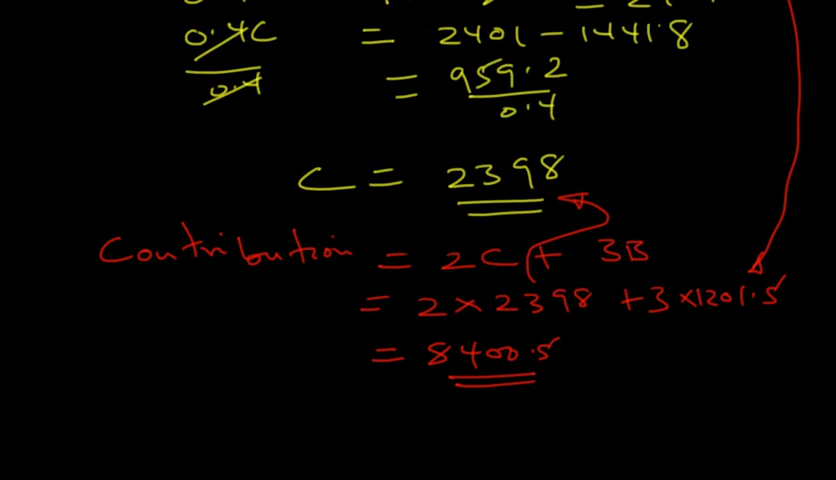 0.4C = 2401 - 1441.8
0.4 = 959.2
0.4
C = 2398
Contribution = 2C + 3B
= 2 × 2398 + 3 × 1201.5
= 8400.5